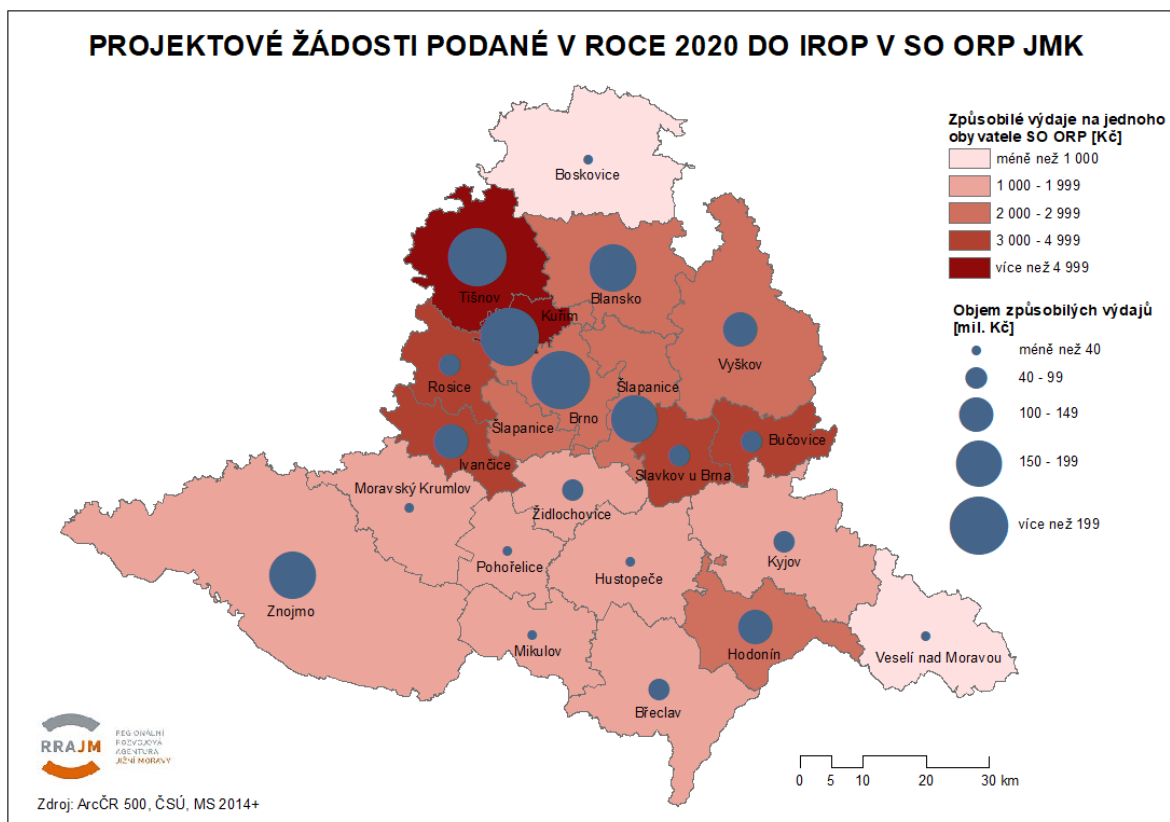 PROJEKTOVÉ ŽÁDOSTI PODANÉ V ROCE 2020 DO IROP V SO ORP JMK
Způsobilé výdaje na jednoho
obyvatele SO ORP [Kč]
méně než 1 000
1 000 - 1 999
2 000 - 2 999
3 000 - 4 999
více než 4 999
Objem způsobilých výdajů
[mil. Kč]
méně než 40
40 - 99
100 - 149
150 - 199
více než 199
Boskovice
Tišnov
Blansko
Kuřim
Vyškov
Rosice
Šlapanice
Brno
Šlapanice
Bučovice
Ivančice
Slavkov u Brna
Moravský Krumlov
Židlochovice
Pohořelice
Hustopeče
Kyjov
Znojmo
Mikulov
Hodonín
Veselí nad Moravou
Břeclav
RRAJM
REGIONÁLNÍ
ROZVOJOVÁ
AGENTURA
JIŽNÍ MORAVY
0 5 10 20 30 km
Zdroj: ArcČR 500, ČSÚ, MS 2014+